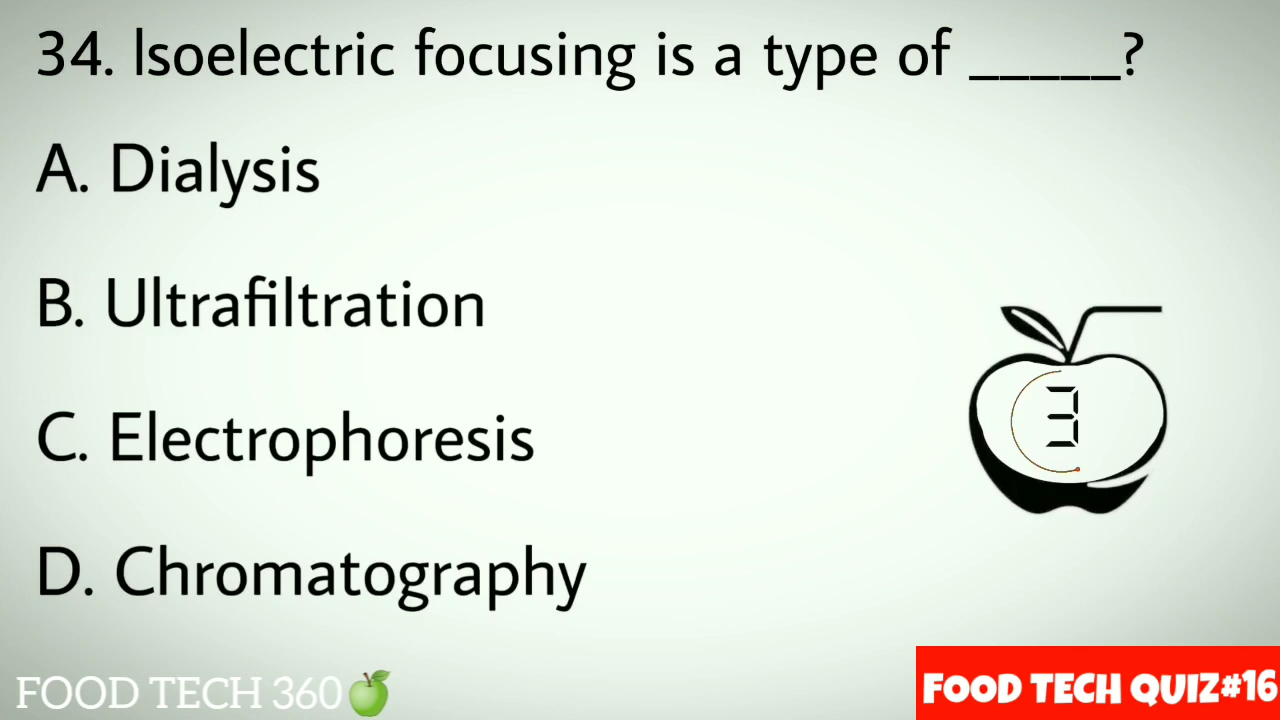 34. Isoelectric focusing is a type of _____?
A. Dialysis
B. Ultrafiltration
C. Electrophoresis
D. Chromatography
3
FOOD TECH 360
FOOD TECH QUIZ#16